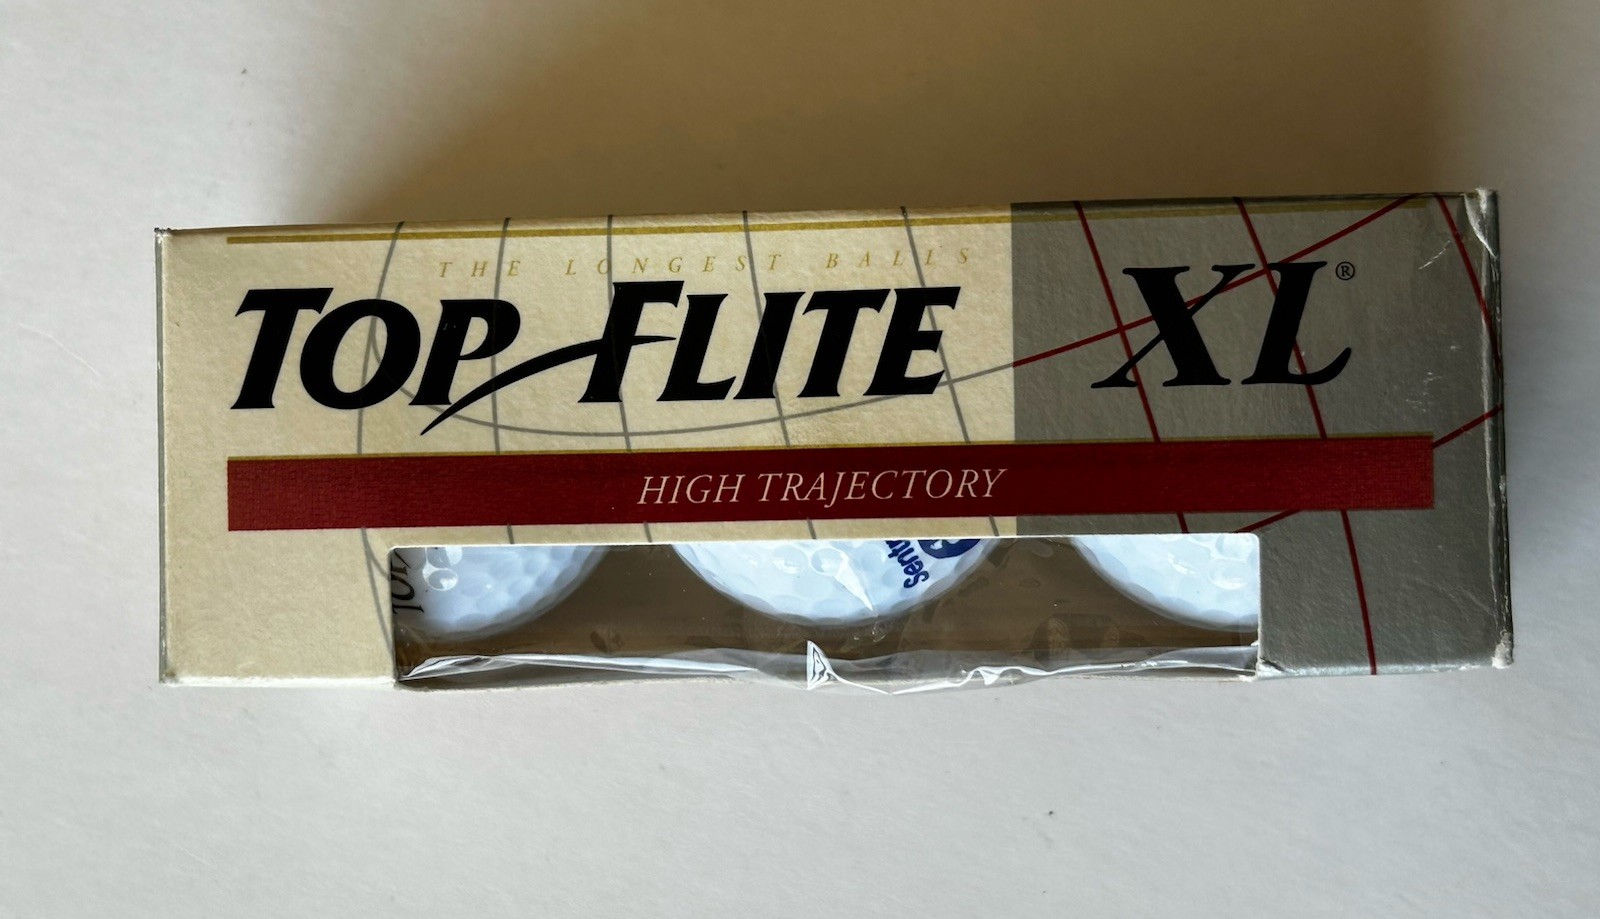 THE LONGEST BALLS
TOP FLITE XL®
HIGH TRAJECTORY